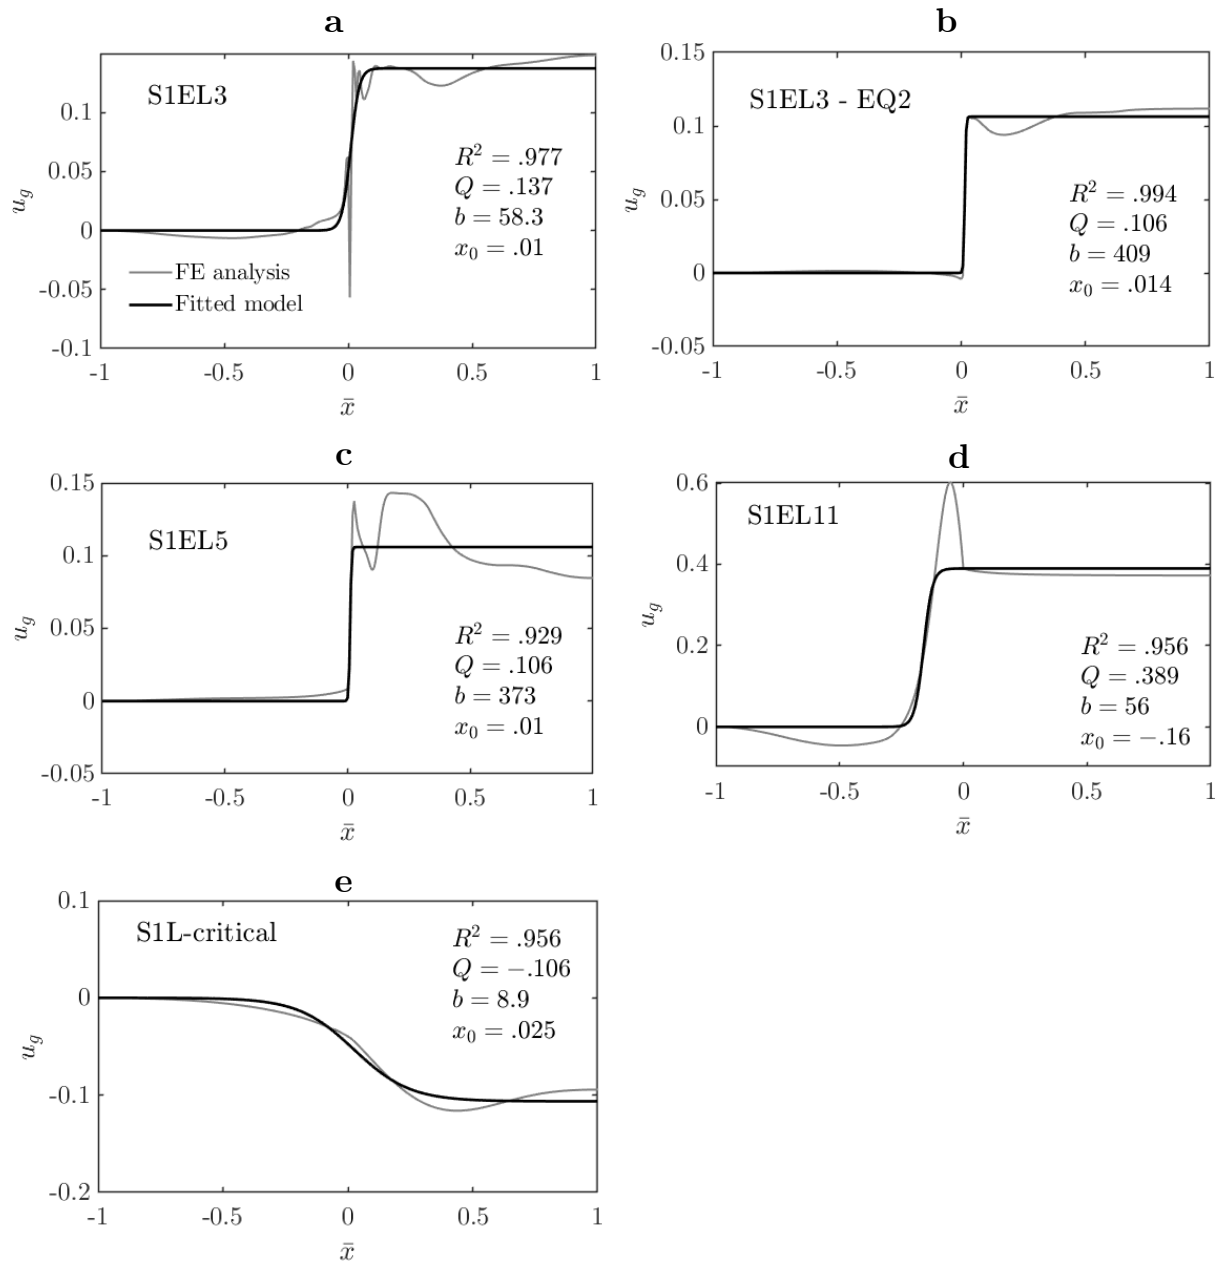 a
S1EL3
0.1
0.05
0
-0.05
-0.1
u_g
R² = .977
Q = .137
b = 58.3
x₀ = .01
FE analysis
Fitted model
-1 -0.5 0 0.5 1
x̄
b
S1EL3 - EQ2
0.15
0.1
0.05
0
-0.05
u_g
R² = .994
Q = .106
b = 409
x₀ = .014
-1 -0.5 0 0.5 1
x̄
c
S1EL5
0.15
0.1
0.05
0
-0.05
u_g
R² = .929
Q = .106
b = 373
x₀ = .01
-1 -0.5 0 0.5 1
x̄
d
S1EL11
0.6
0.4
0.2
0
u_g
R² = .956
Q = .389
b = 56
x₀ = −.16
-1 -0.5 0 0.5 1
x̄
e
S1L-critical
0.1
0
-0.1
-0.2
u_g
R² = .956
Q = −.106
b = 8.9
x₀ = .025
-1 -0.5 0 0.5 1
x̄